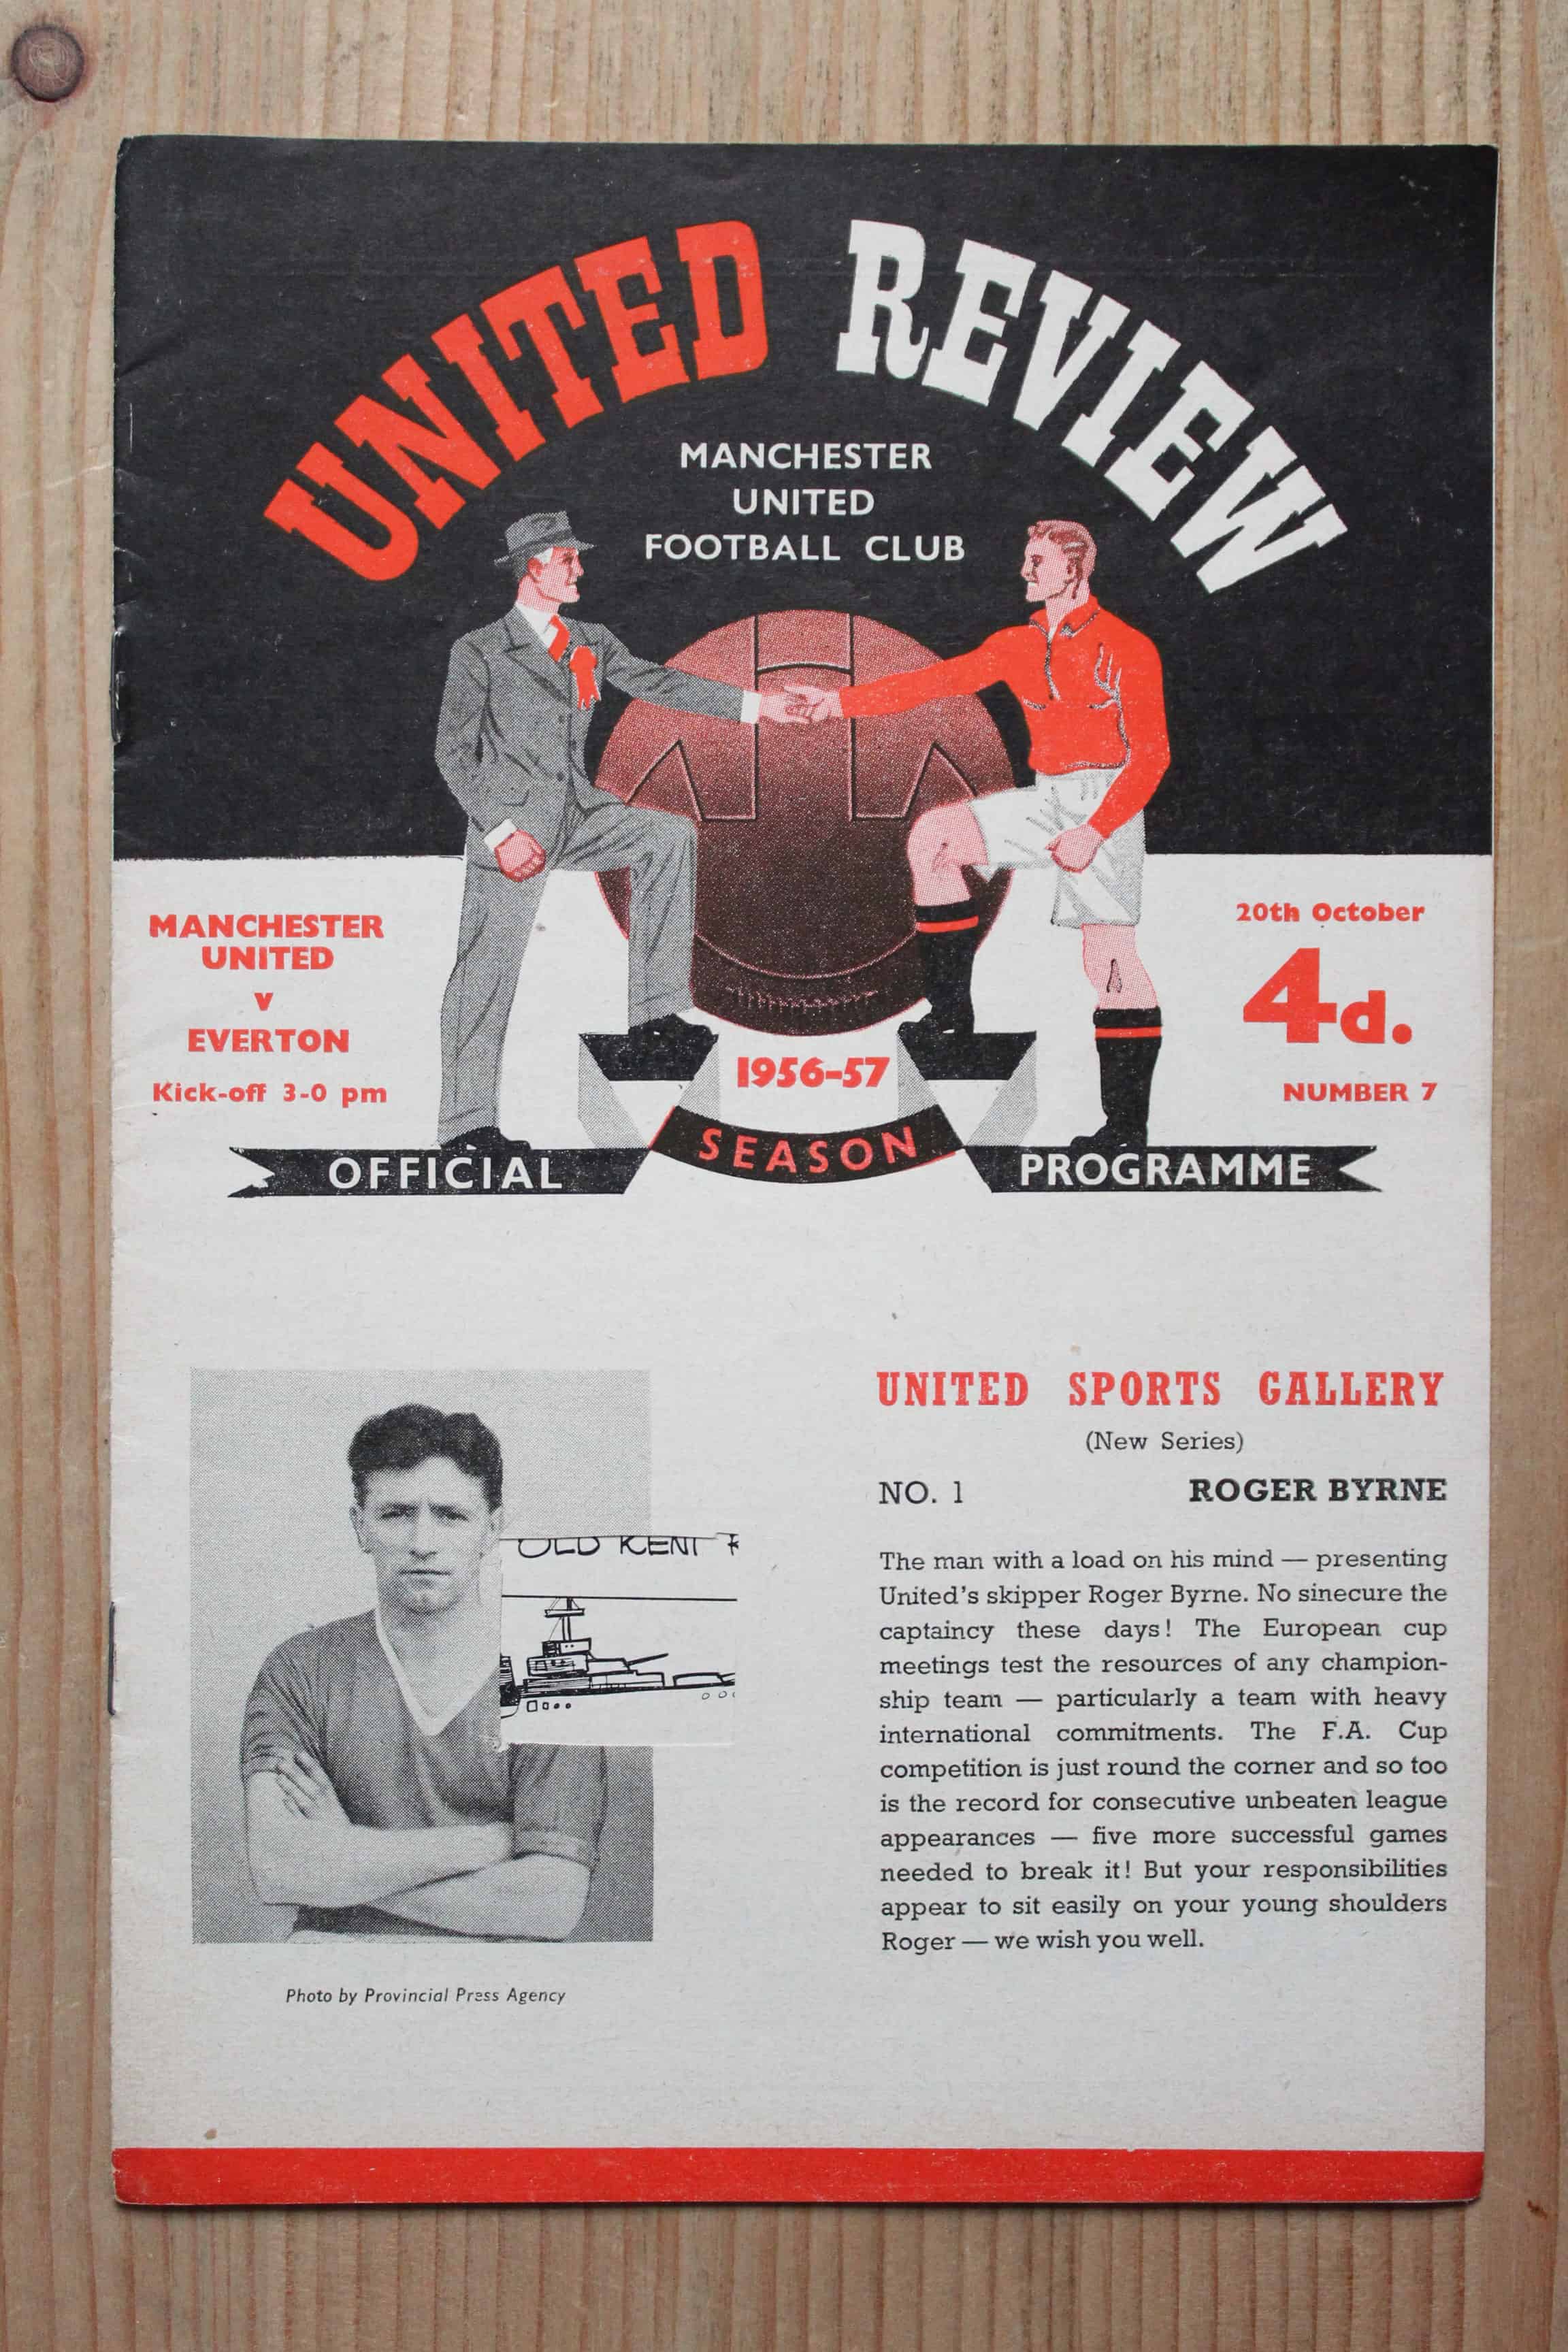 UNITED REVIEW
MANCHESTER
UNITED
FOOTBALL CLUB
MANCHESTER
UNITED
v
EVERTON
Kick-off 3-0 pm
20th October
4d.
NUMBER 7
1956-57
OFFICIAL SEASON PROGRAMME
OLD KENT
UNITED SPORTS GALLERY
(New Series)
NO. 1 ROGER BYRNE
The man with a load on his mind — presenting
United's skipper Roger Byrne. No sinecure the
captaincy these days! The European cup
meetings test the resources of any champion-
ship team — particularly a team with heavy
international commitments. The F.A. Cup
competition is just round the corner and so too
is the record for consecutive unbeaten league
appearances — five more successful games
needed to break it! But your responsibilities
appear to sit easily on your young shoulders
Roger — we wish you well.
Photo by Provincial Press Agency